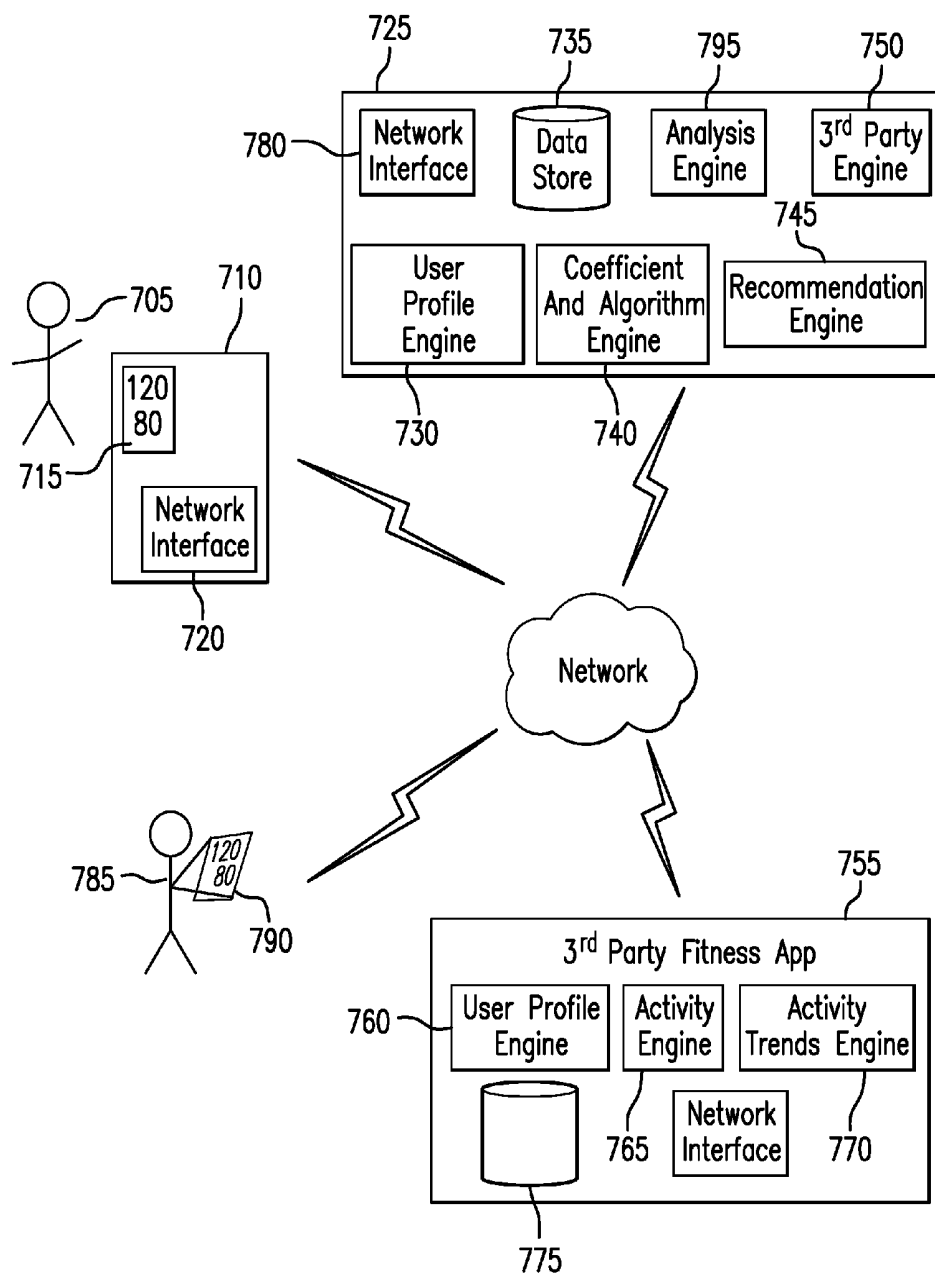 725
735
795
750
780
Network
Interface
Data
Store
Analysis
Engine
3rd Party
Engine
745
User
Profile
Engine
Coefficient
And Algorithm
Engine
Recommendation
Engine
730
740
705
710
120
80
715
Network
Interface
720
Network
785
120
80
790
755
3rd Party Fitness App
760
User Profile
Engine
Activity
Engine
Activity
Trends Engine
765
Network
Interface
770
775